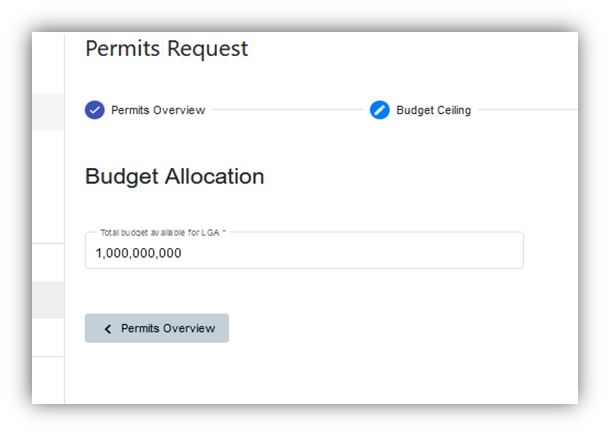 Permits Request
Permits Overview
Budget Ceiling
Budget Allocation
Total budget available for LGA *
1,000,000,000
Permits Overview